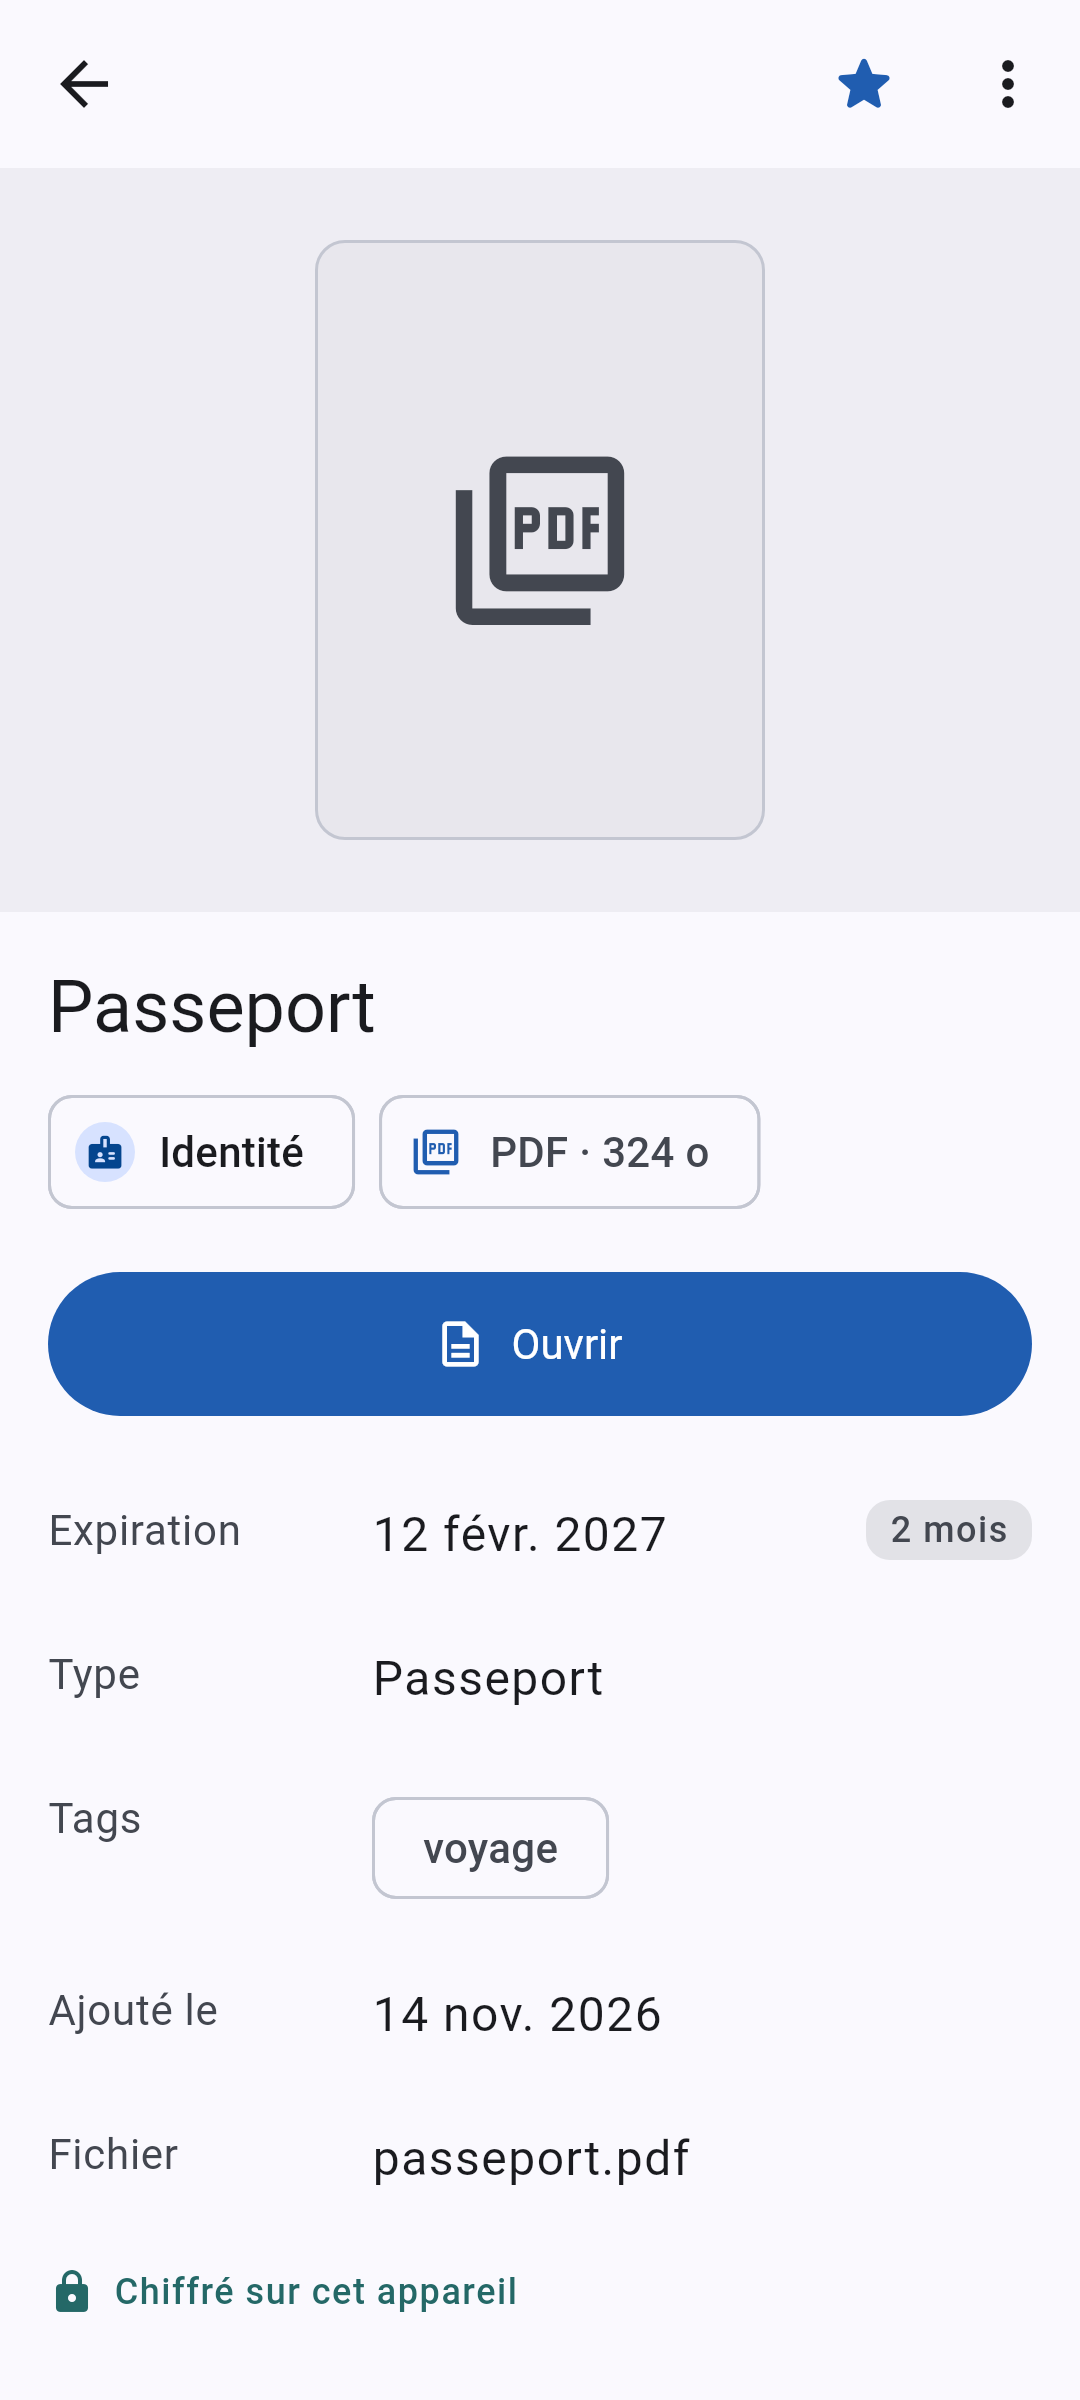 PDF
Passeport
Identité
PDF
PDF · 324 o
Ouvrir
Expiration
12 févr. 2027
2 mois
Type
Passeport
Tags
voyage
Ajouté le
14 nov. 2026
Fichier
passeport.pdf
Chiffré sur cet appareil